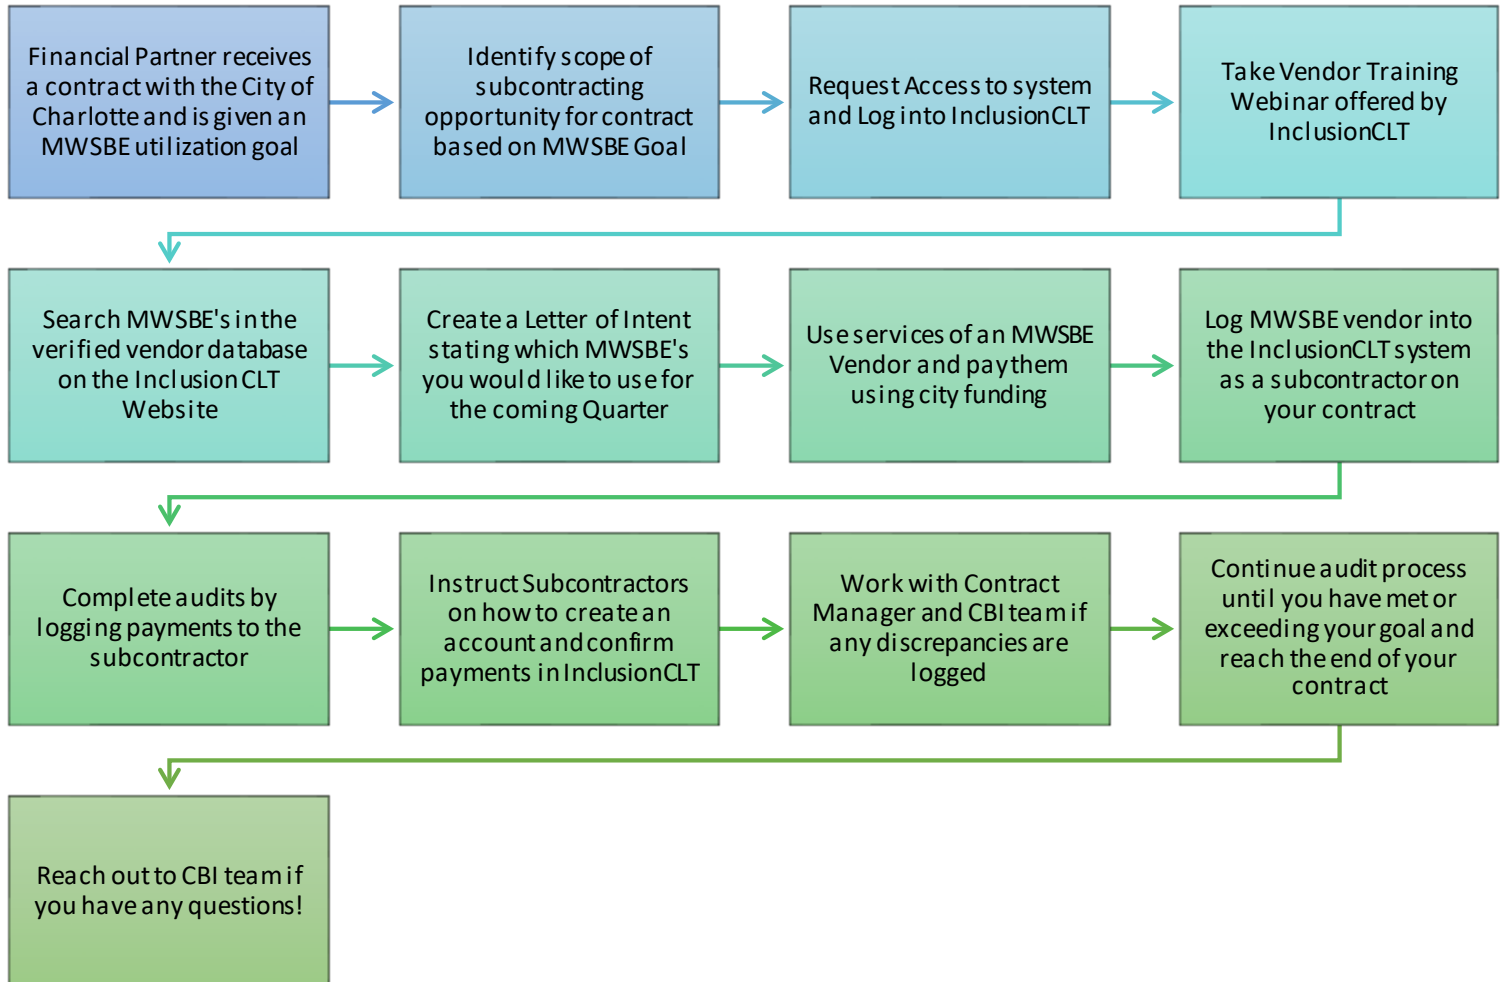 Financial Partner receives
a contract with the City of
Charlotte and is given an
MWSBE utilization goal
Identify scope of
subcontracting
opportunity for contract
based on MWSBE Goal
Request Access to system
and Log into InclusionCLT
Take Vendor Training
Webinar offered by
InclusionCLT
Search MWSBE's in the
verified vendor database
on the Inclusion CLT
Website
Create a Letter of Intent
stating which MWSBE's
you would like to use for
the coming Quarter
Use services of an MWSBE
Vendor and pay them
using city funding
Log MWSBE vendor into
the InclusionCLT system
as a subcontractor on
your contract
Complete audits by
logging payments to the
subcontractor
Instruct Subcontractors
on how to create an
account and confirm
payments in InclusionCLT
Work with Contract
Manager and CBI team if
any discrepancies are
logged
Continue audit process
until you have met or
exceeding your goal and
reach the end of your
contract
Reach out to CBI team if
you have any questions!